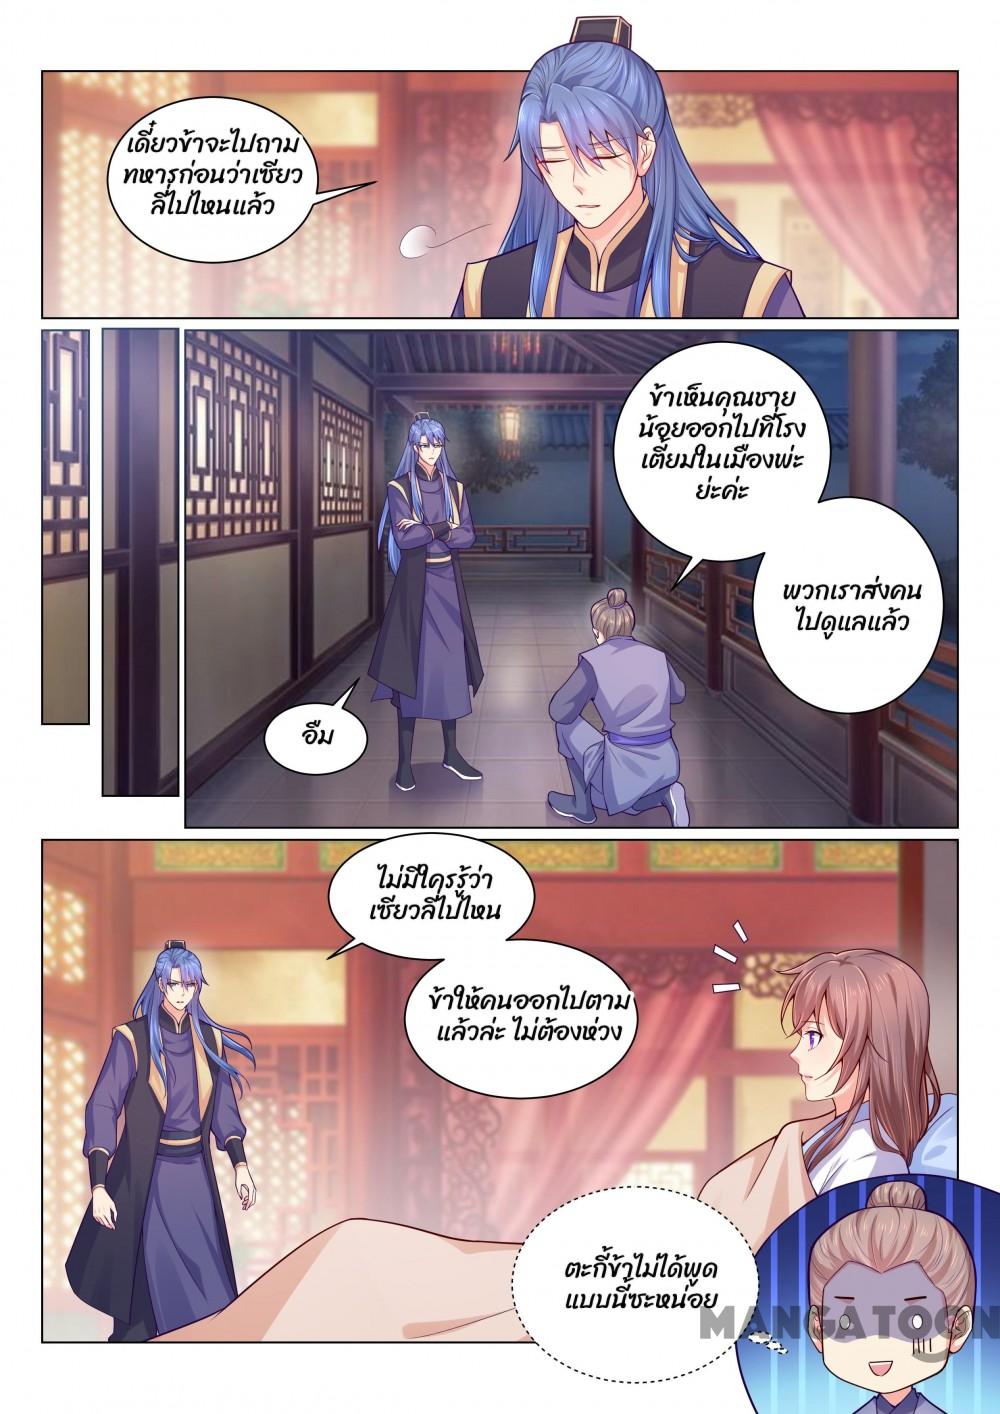 เดี๋ยวข้าจะไปถาม
ทหารก่อนว่าเซียว
ลี่ไปไหนแล้ว
ข้าเห็นคุณชาย
น้อยออกไปที่โรง
เตี้ยมในเมืองพ่ะ
ย่ะค่ะ
พวกเราส่งคน
ไปดูแลแล้ว
อืม
ไม่มีใครรู้ว่า
เซียวลี่ไปไหน
ข้าให้คนออกไปตาม
แล้วล่ะ ไม่ต้องห่วง
ตะกี้ข้าไม่ได้พูด
แบบนี้ซะหน่อย
MANGATOON